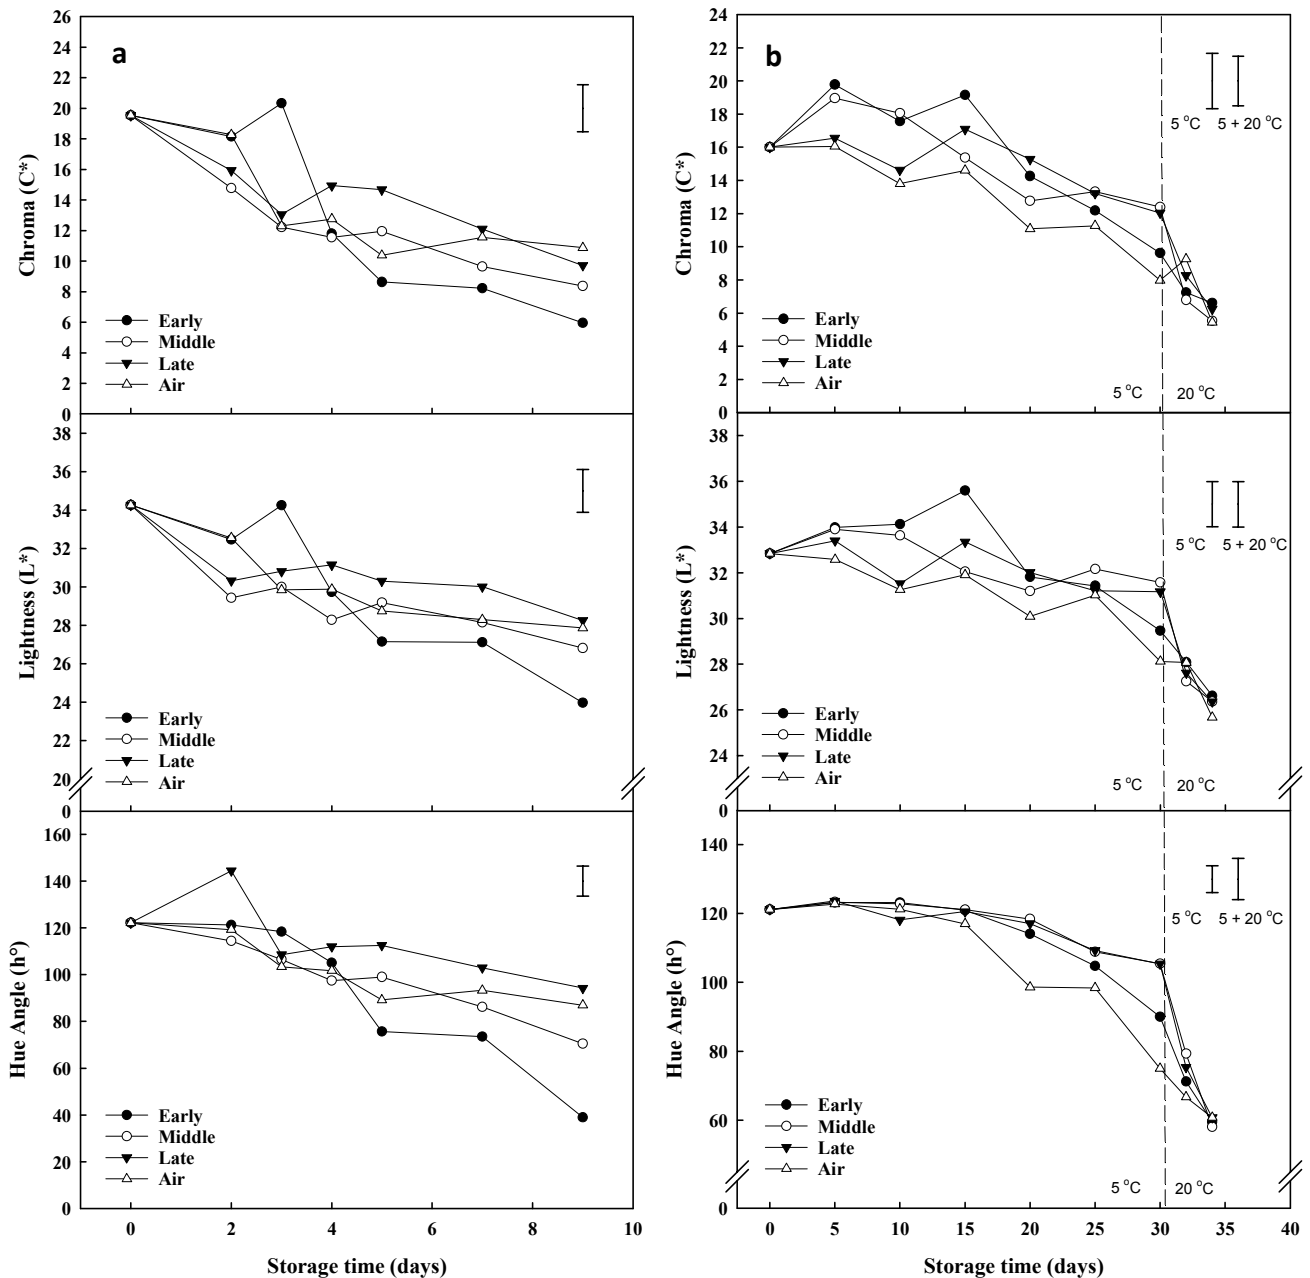 a
Chroma (C*)
26
24
22
20
18
16
14
12
10
8
6
4
2
0
Early
Middle
Late
Air
Lightness (L*)
38
36
34
32
30
28
26
24
22
20
0
Early
Middle
Late
Air
Hue Angle (h°)
160
140
120
100
80
60
40
20
0
Early
Middle
Late
Air
0 2 4 6 8 10
Storage time (days)
b
Chroma (C*)
24
22
20
18
16
14
12
10
8
6
4
2
0
5 °C 5 + 20 °C
Early
Middle
Late
Air
5 °C 20 °C
Lightness (L*)
38
36
34
32
30
28
26
24
0
5 °C 5 + 20 °C
Early
Middle
Late
Air
5 °C 20 °C
Hue Angle (h°)
140
120
100
80
60
0
5 °C 5 + 20 °C
Early
Middle
Late
Air
5 °C 20 °C
0 5 10 15 20 25 30 35 40
Storage time (days)